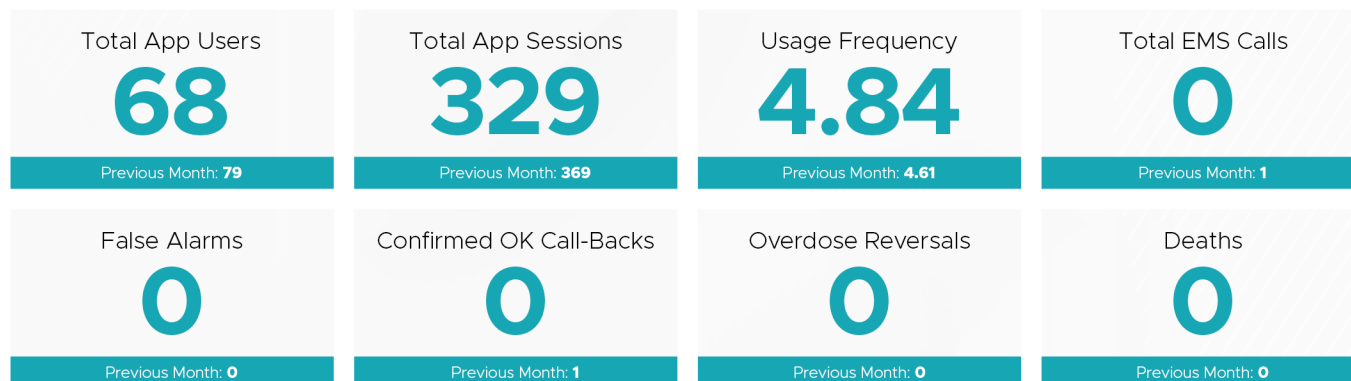 Total App Users
68
Previous Month: 79
Total App Sessions
329
Previous Month: 369
Usage Frequency
4.84
Previous Month: 4.61
Total EMS Calls
0
Previous Month: 1
False Alarms
0
Previous Month: 0
Confirmed OK Call-Backs
0
Previous Month: 1
Overdose Reversals
0
Previous Month: 0
Deaths
0
Previous Month: 0